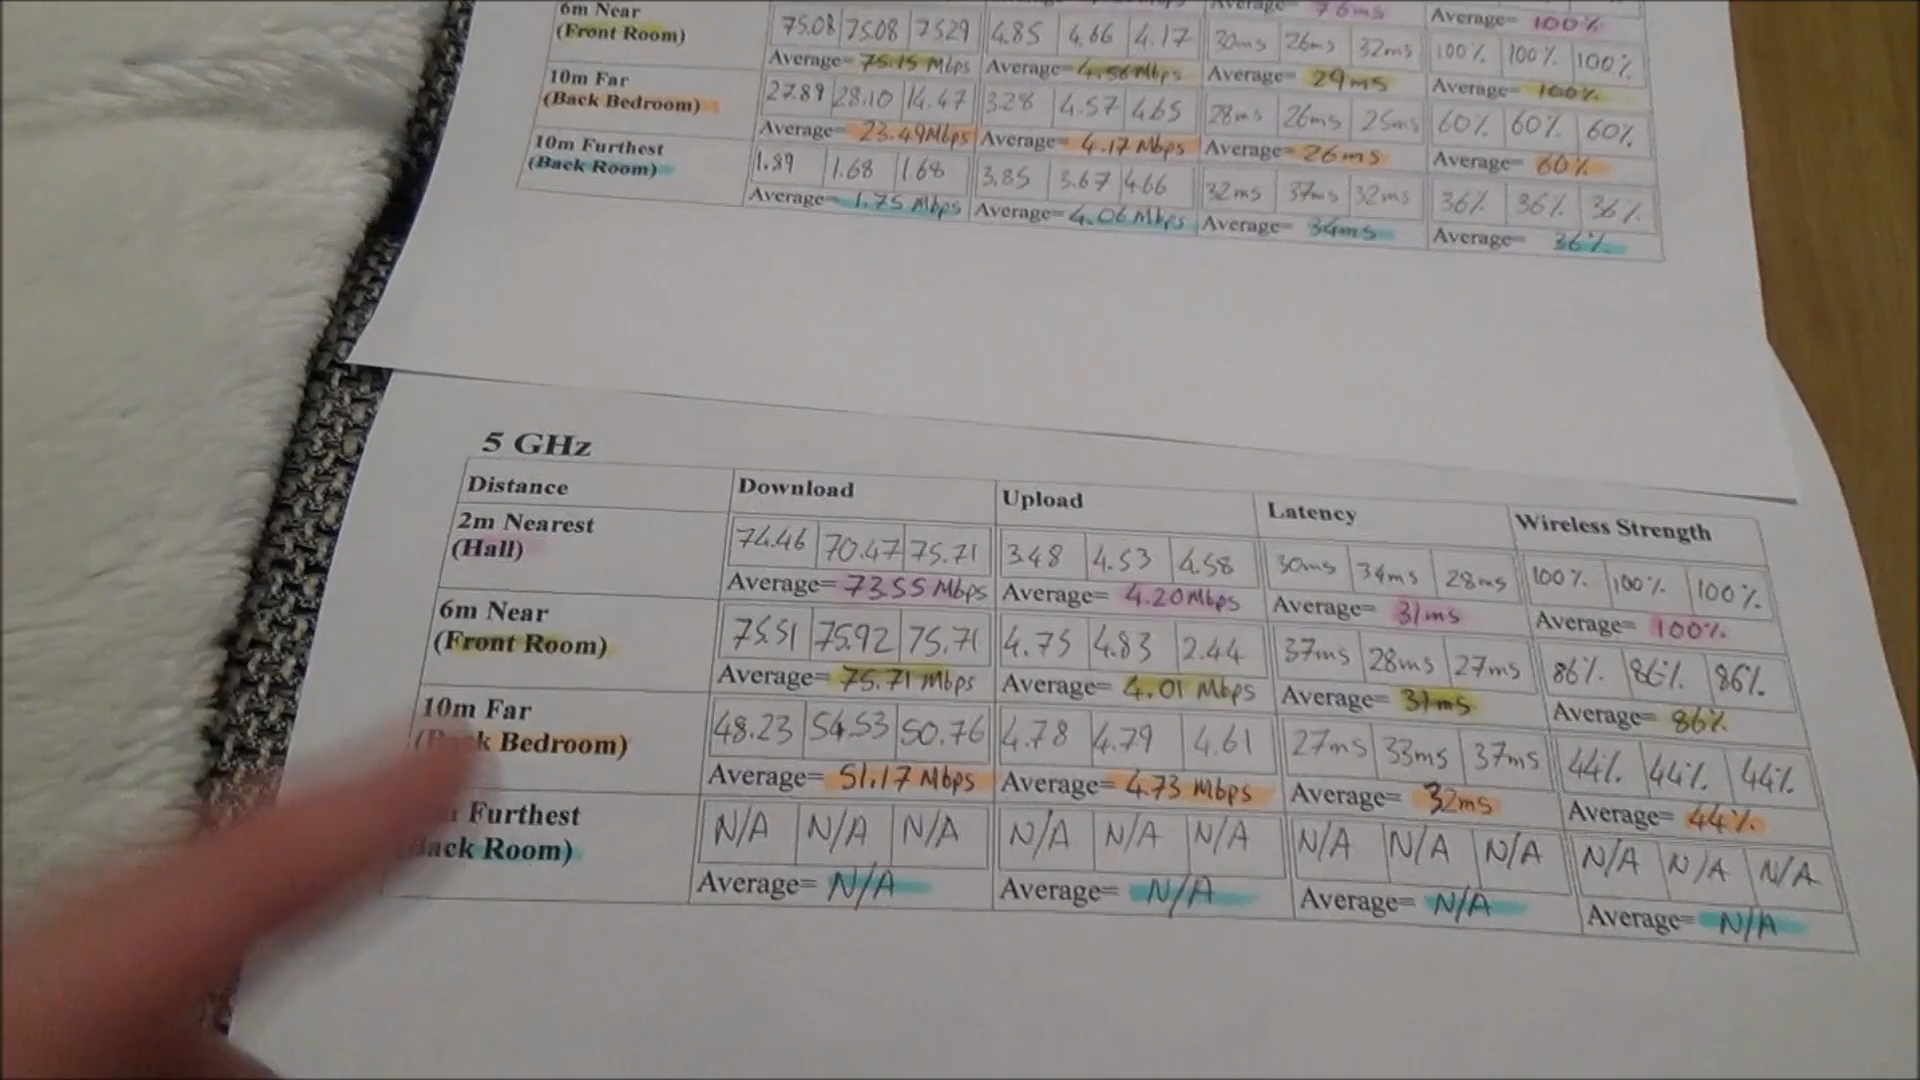 Average= 76ms Average= 100%
6m Near
(Front Room)
75.08 75.08 75.29 4.85 4.66 4.17 30ms 26ms 32ms 100% 100% 100%
Average= 75.15 Mbps Average= 4.56Mbps Average= 29ms Average= 100%
10m Far
(Back Bedroom)
27.89 28.10 14.47 3.28 4.57 4.65 28ms 26ms 25ms 60% 60% 60%
Average= 23.49Mbps Average= 4.17 Mbps Average= 26ms Average= 60%
10m Furthest
(Back Room)
1.89 1.68 1.68 3.85 3.67 4.66 32ms 37ms 32ms 36% 36% 36%
Average= 1.75 Mbps Average= 4.06 Mbps Average= 34ms Average= 36%
5 GHz
Distance Download Upload Latency Wireless Strength
2m Nearest
(Hall)
74.46 70.47 75.71 3.48 4.53 4.58 30ms 34ms 28ms 100% 100% 100%
Average= 73.55 Mbps Average= 4.20Mbps Average= 31ms Average= 100%
6m Near
(Front Room)
75.51 75.92 75.71 4.75 4.83 2.44 37ms 28ms 27ms 86% 86% 86%
Average= 75.71 Mbps Average= 4.01 Mbps Average= 31ms Average= 86%
10m Far
Bedroom)
48.23 54.53 50.76 4.78 4.79 4.61 27ms 33ms 37ms 44% 44% 44%
Average= 51.17 Mbps Average= 4.73 Mbps Average= 32ms Average= 44%
Furthest
Back Room)
N/A N/A N/A N/A N/A N/A N/A N/A N/A N/A N/A N/A
Average= N/A Average= N/A Average= N/A Average= N/A